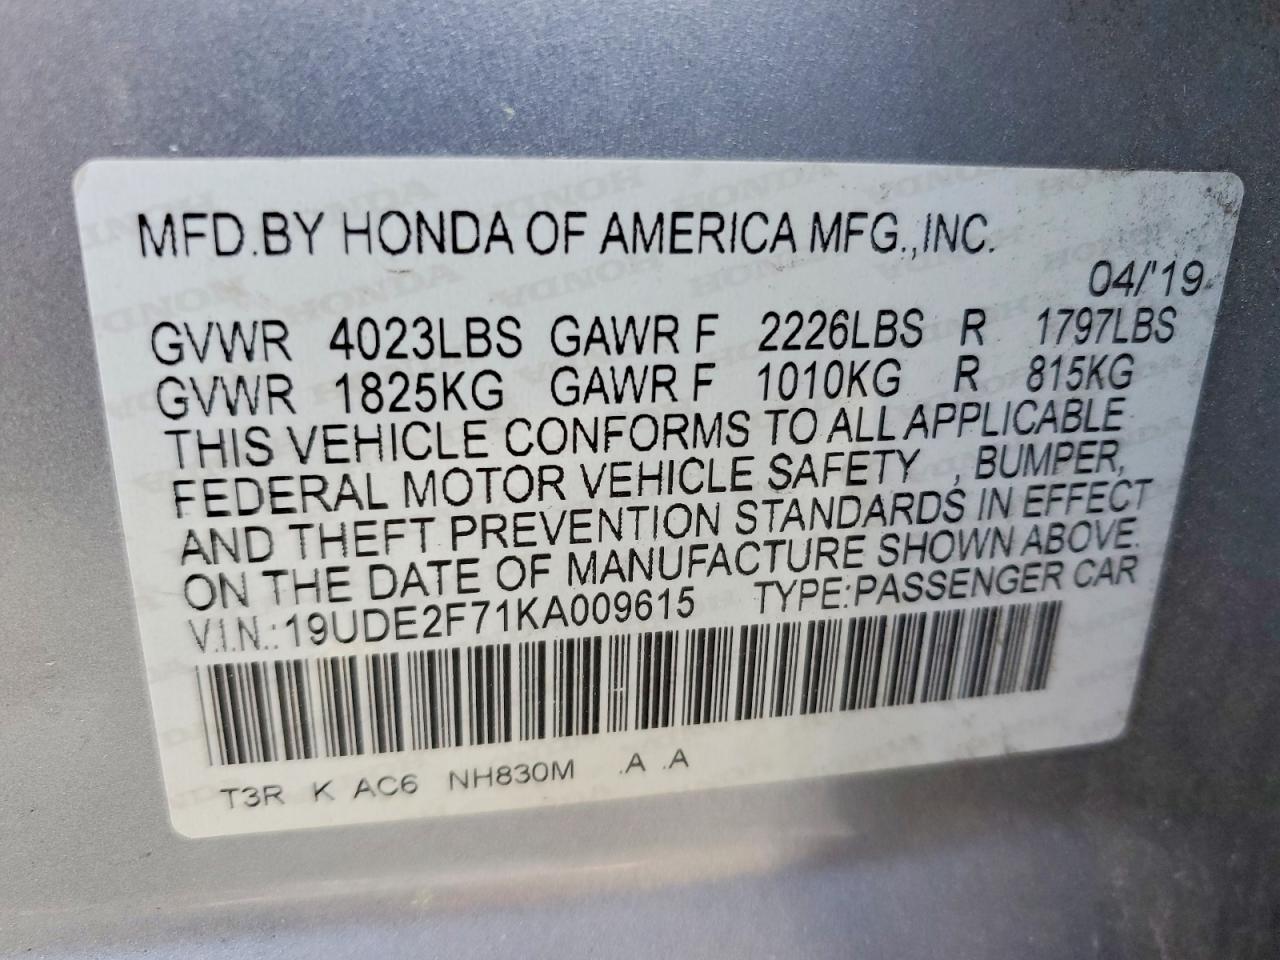 MFD.BY HONDA OF AMERICA MFG.,INC.
04/'19
GVWR 4023LBS GAWR F 2226LBS R 1797LBS
GVWR 1825KG GAWR F 1010KG R 815KG
THIS VEHICLE CONFORMS TO ALL APPLICABLE
FEDERAL MOTOR VEHICLE SAFETY , BUMPER,
AND THEFT PREVENTION STANDARDS IN EFFECT
ON THE DATE OF MANUFACTURE SHOWN ABOVE.
V.I.N.: 19UDE2F71KA009615 TYPE:PASSENGER CAR
T3R K AC6 NH830M .A .A